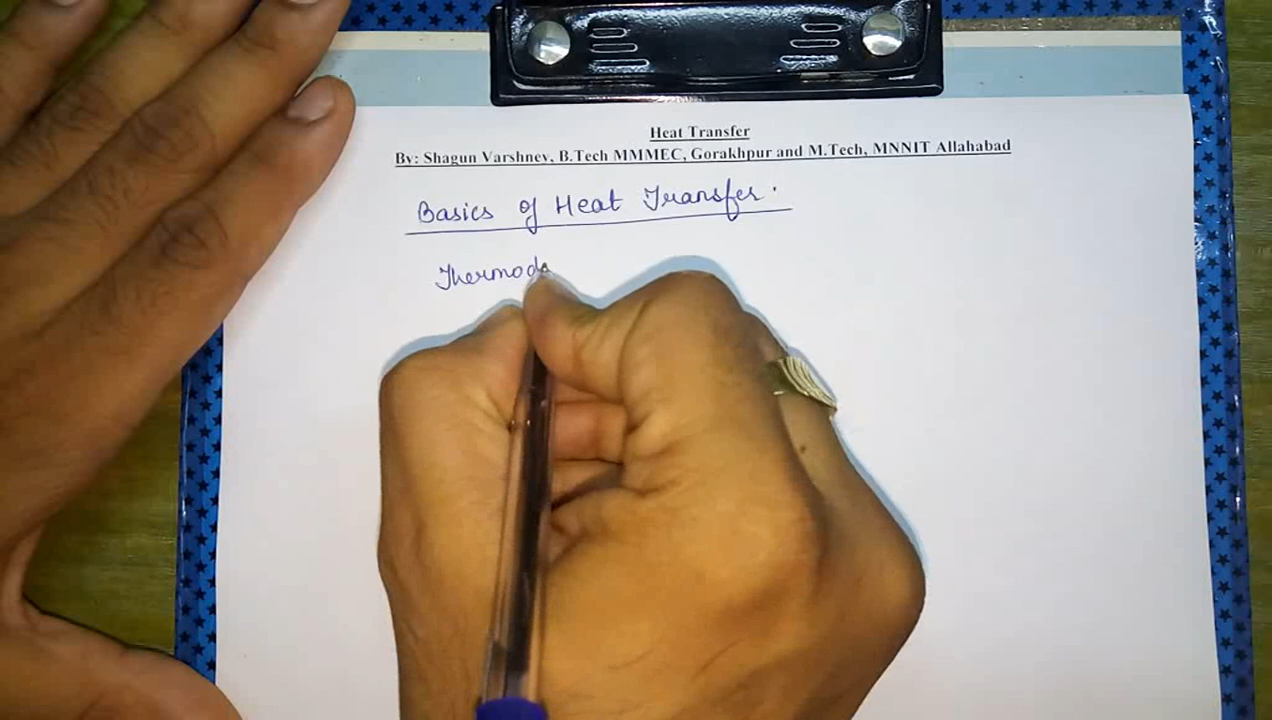 Heat Transfer
By: Shagun Varshney, B.Tech MMMEC, Gorakhpur and M.Tech, MNNIT Allahabad
Basics of Heat Transfer.
Thermod